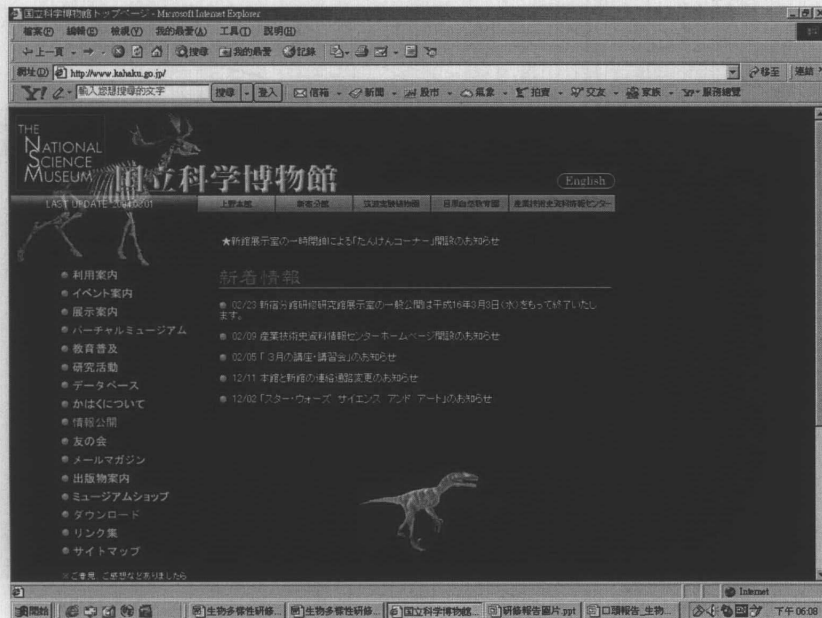 国立科学博物館トップページ - Microsoft Internet Explorer
檔案(F) 編輯(E) 檢視(V) 我的最愛(A) 工具(T) 說明(H)
上一頁 搜尋 我的最愛 記錄
網址(D) http://www.kahaku.go.jp/ 移至 連結
Y! 輸入您想搜尋的文字 搜尋 登入 信箱 新聞 股市 氣象 拍賣 交友 家族 服務總覽
THE
NATIONAL
SCIENCE
MUSEUM 国立科学博物館 English
LAST UPDATE 2004.03.01 上野本館 新宿分館 筑波実験植物園 目黒自然教育園 産業技術史資料情報センター
★新館展示室の一時閉鎖による「たんけんコーナー」閉設のお知らせ
新着情報
02/23 新宿分館研修研究館展示室の一般公開は平成16年3月3日(水)をもって終了いたし
ます。
02/09 産業技術史資料情報センターホームページ開設のお知らせ
02/05 「3月の講座・講習会」のお知らせ
12/11 本館と新館の連絡通路変更のお知らせ
12/02 「スター・ウォーズ サイエンス アンド アート」のお知らせ
利用案内
イベント案内
展示案内
バーチャルミュージアム
教育普及
研究活動
データベース
かはくについて
情報公開
友の会
メールマガジン
出版物案内
ミュージアムショップ
ダウンロード
リンク集
サイトマップ
※ご意見 ご感想などありましたら
Internet
開始 生物多樣性研修... 生物多樣性研修... 国立科学博物館... 研修報告圖片.ppt 口頭報告_生物... 下午 06:08